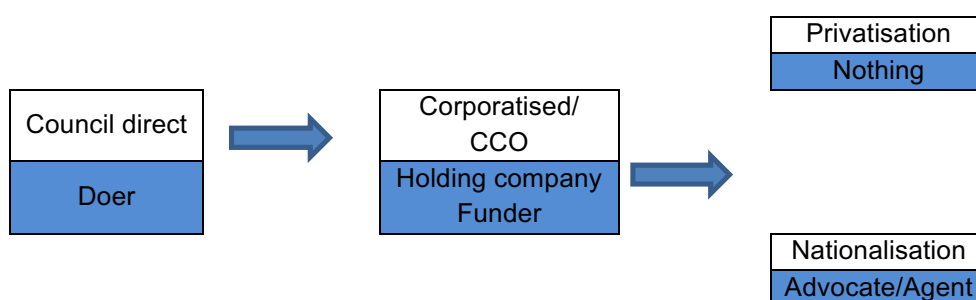 Council direct
Doer
Corporatised/
CCO
Holding company
Funder
Privatisation
Nothing
Nationalisation
Advocate/Agent